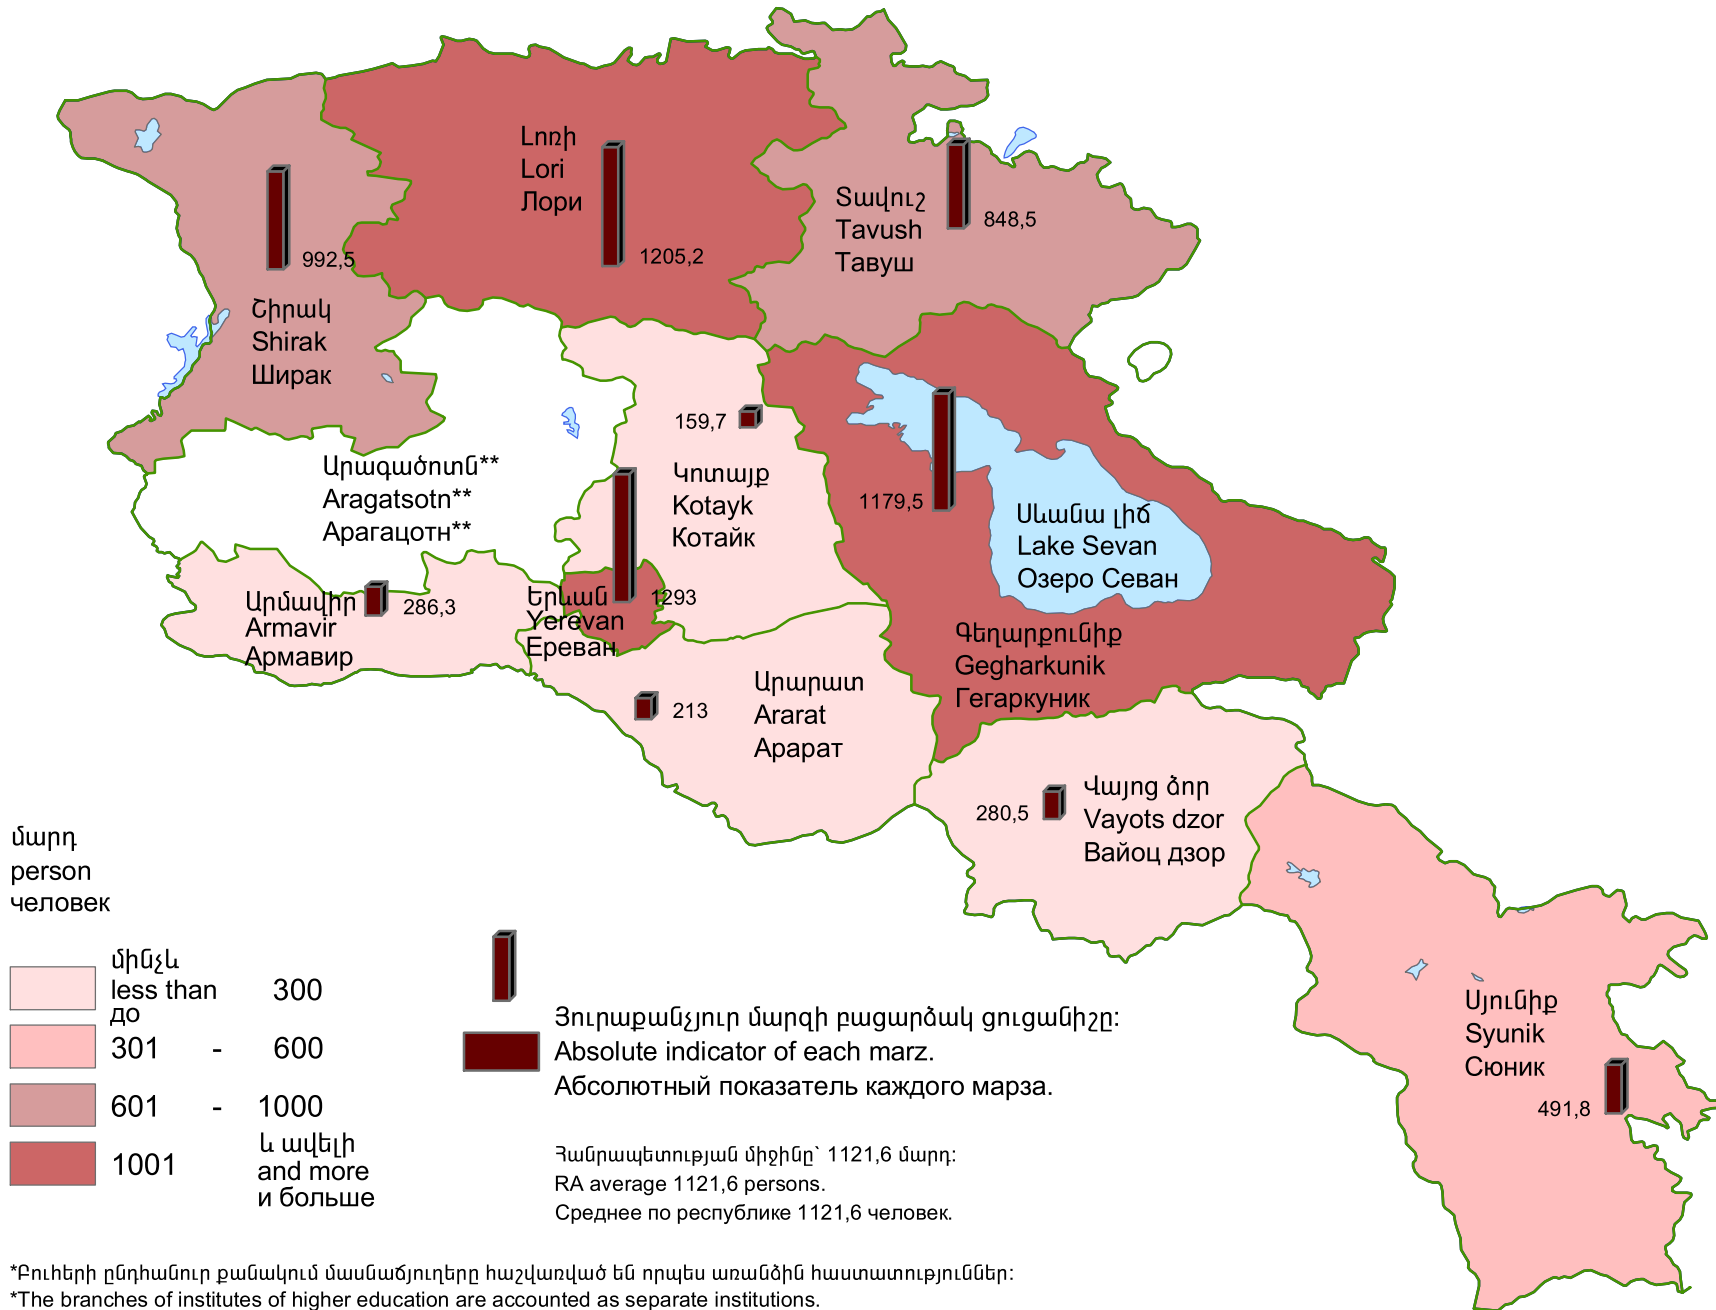 Լոռի
Lori
Лори
1205,2
Տավուշ
Tavush
Тавуш
848,5
992,5
Շիրակ
Shirak
Ширак
159,7
Կոտայք
Kotayk
Котайк
Արագածոտն**
Aragatsotn**
Арагацотн**
1179,5
Սևանա լիճ
Lake Sevan
Озеро Севан
Արմավիր
Armavir
Армавир
286,3
Երևան
Yerevan
Ереван
1293
Գեղարքունիք
Gegharkunik
Гегаркуник
213
Արարատ
Ararat
Арарат
280,5
Վայոց ձոր
Vayots dzor
Вайоц дзор
Սյունիք
Syunik
Сюник
491,8
մարդ
person
человек
մինչև
less than 300
до
301 - 600
601 - 1000
1001
և ավելի
and more
и больше
Յուրաքանչյուր մարզի բացարձակ ցուցանիշը:
Absolute indicator of each marz.
Абсолютный показатель каждого марза.
Հանրապետության միջինը` 1121,6 մարդ:
RA average 1121,6 persons.
Среднее по республике 1121,6 человек.
*Բուհերի ընդհանուր քանակում մասնաճյուղերը հաշվառված են որպես առանձին հաստատություններ:
*The branches of institutes of higher education are accounted as separate institutions.